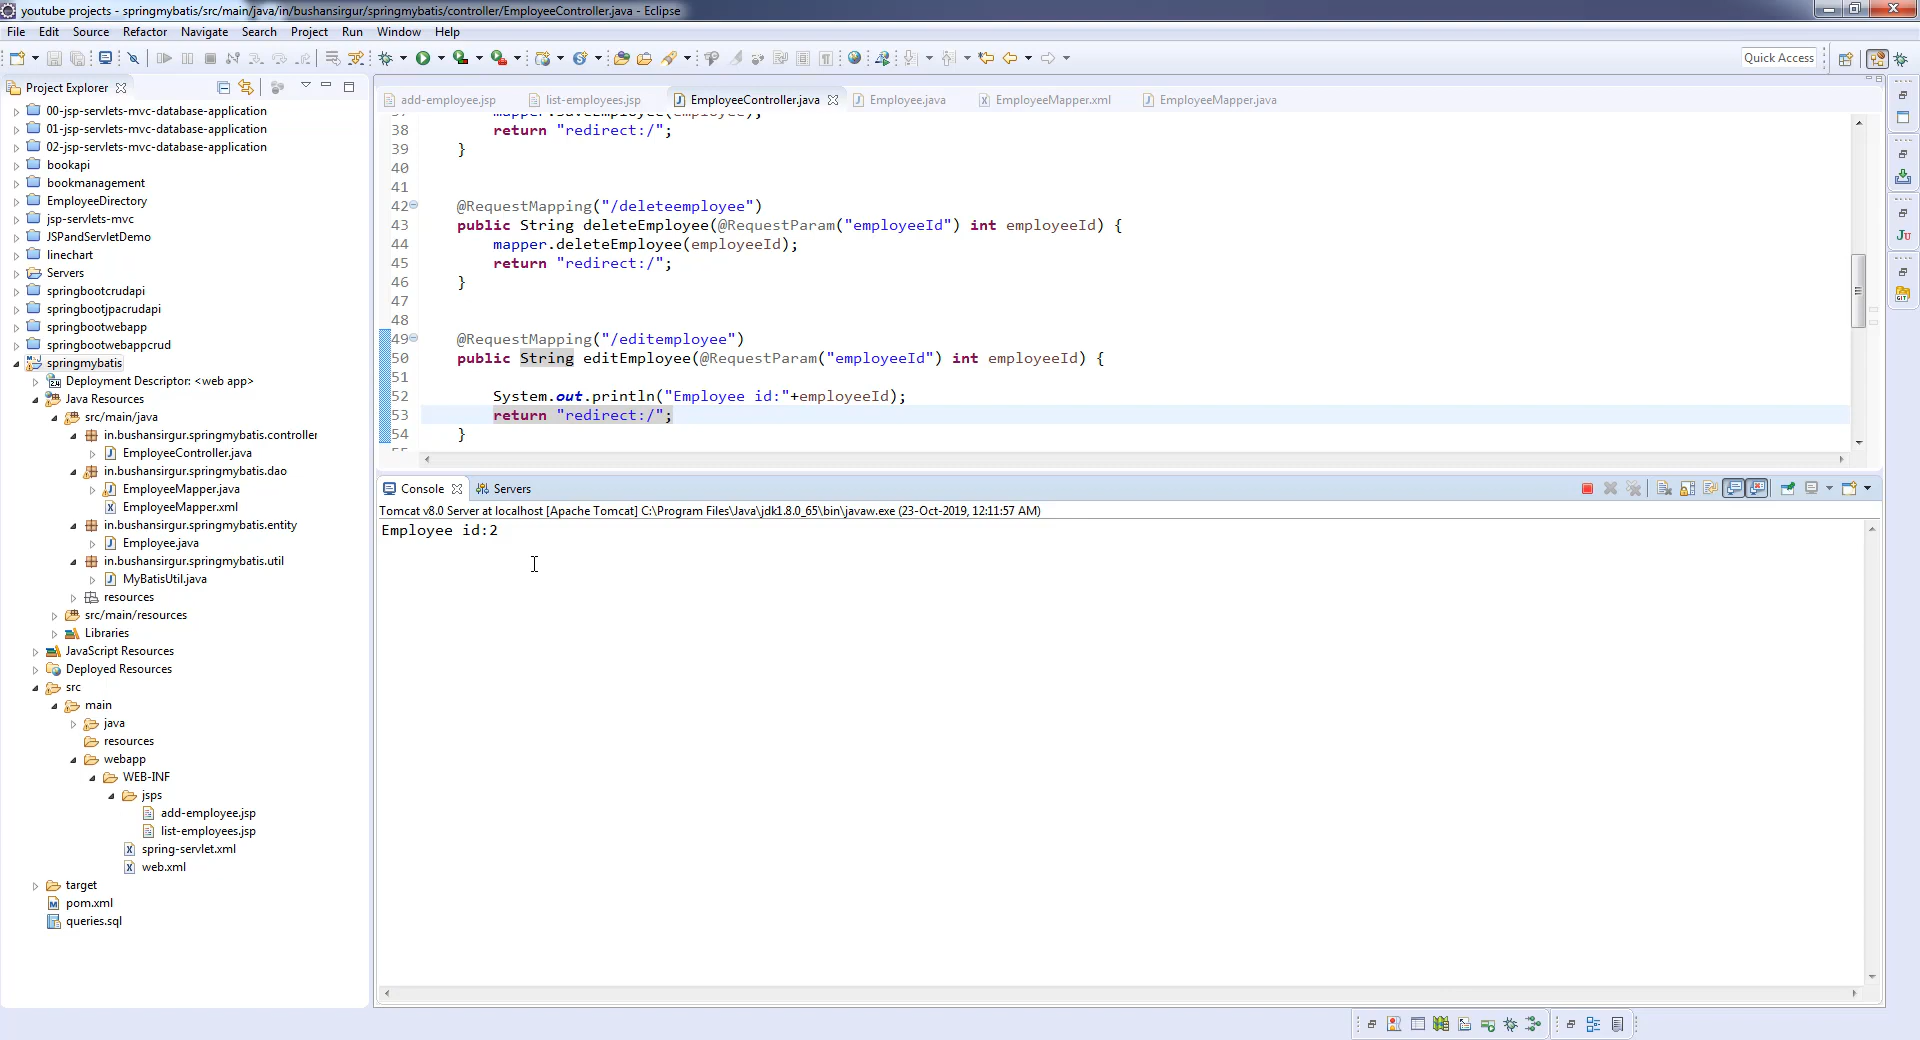 youtube projects - springmybatis/src/main/java/in/bushansirgur/springmybatis/controller/EmployeeController.java - Eclipse
File Edit Source Refactor Navigate Search Project Run Window Help
Quick Access
Project Explorer
00-jsp-servlets-mvc-database-application
01-jsp-servlets-mvc-database-application
02-jsp-servlets-mvc-database-application
bookapi
bookmanagement
EmployeeDirectory
jsp-servlets-mvc
JSPandServletDemo
linechart
Servers
springbootcrudapi
springbootjpacrudapi
springbootwebapp
springbootwebappcrud
springmybatis
Deployment Descriptor: <web app>
Java Resources
src/main/java
in.bushansirgur.springmybatis.controller
EmployeeController.java
in.bushansirgur.springmybatis.dao
EmployeeMapper.java
EmployeeMapper.xml
in.bushansirgur.springmybatis.entity
Employee.java
in.bushansirgur.springmybatis.util
MyBatisUtil.java
resources
src/main/resources
Libraries
JavaScript Resources
Deployed Resources
src
main
java
resources
webapp
WEB-INF
jsps
add-employee.jsp
list-employees.jsp
spring-servlet.xml
web.xml
target
pom.xml
queries.sql
add-employee.jsp list-employees.jsp EmployeeController.java Employee.java EmployeeMapper.xml EmployeeMapper.java
37 mapper.saveEmployee(employee);
38 return "redirect:/";
39 }
40
41
42 @RequestMapping("/deleteemployee")
43 public String deleteEmployee(@RequestParam("employeeId") int employeeId) {
44 mapper.deleteEmployee(employeeId);
45 return "redirect:/";
46 }
47
48
49 @RequestMapping("/editemployee")
50 public String editEmployee(@RequestParam("employeeId") int employeeId) {
51
52 System.out.println("Employee id:"+employeeId);
53 return "redirect:/";
54 }
Console Servers
Tomcat v8.0 Server at localhost [Apache Tomcat] C:\Program Files\Java\jdk1.8.0_65\bin\javaw.exe (23-Oct-2019, 12:11:57 AM)
Employee id:2